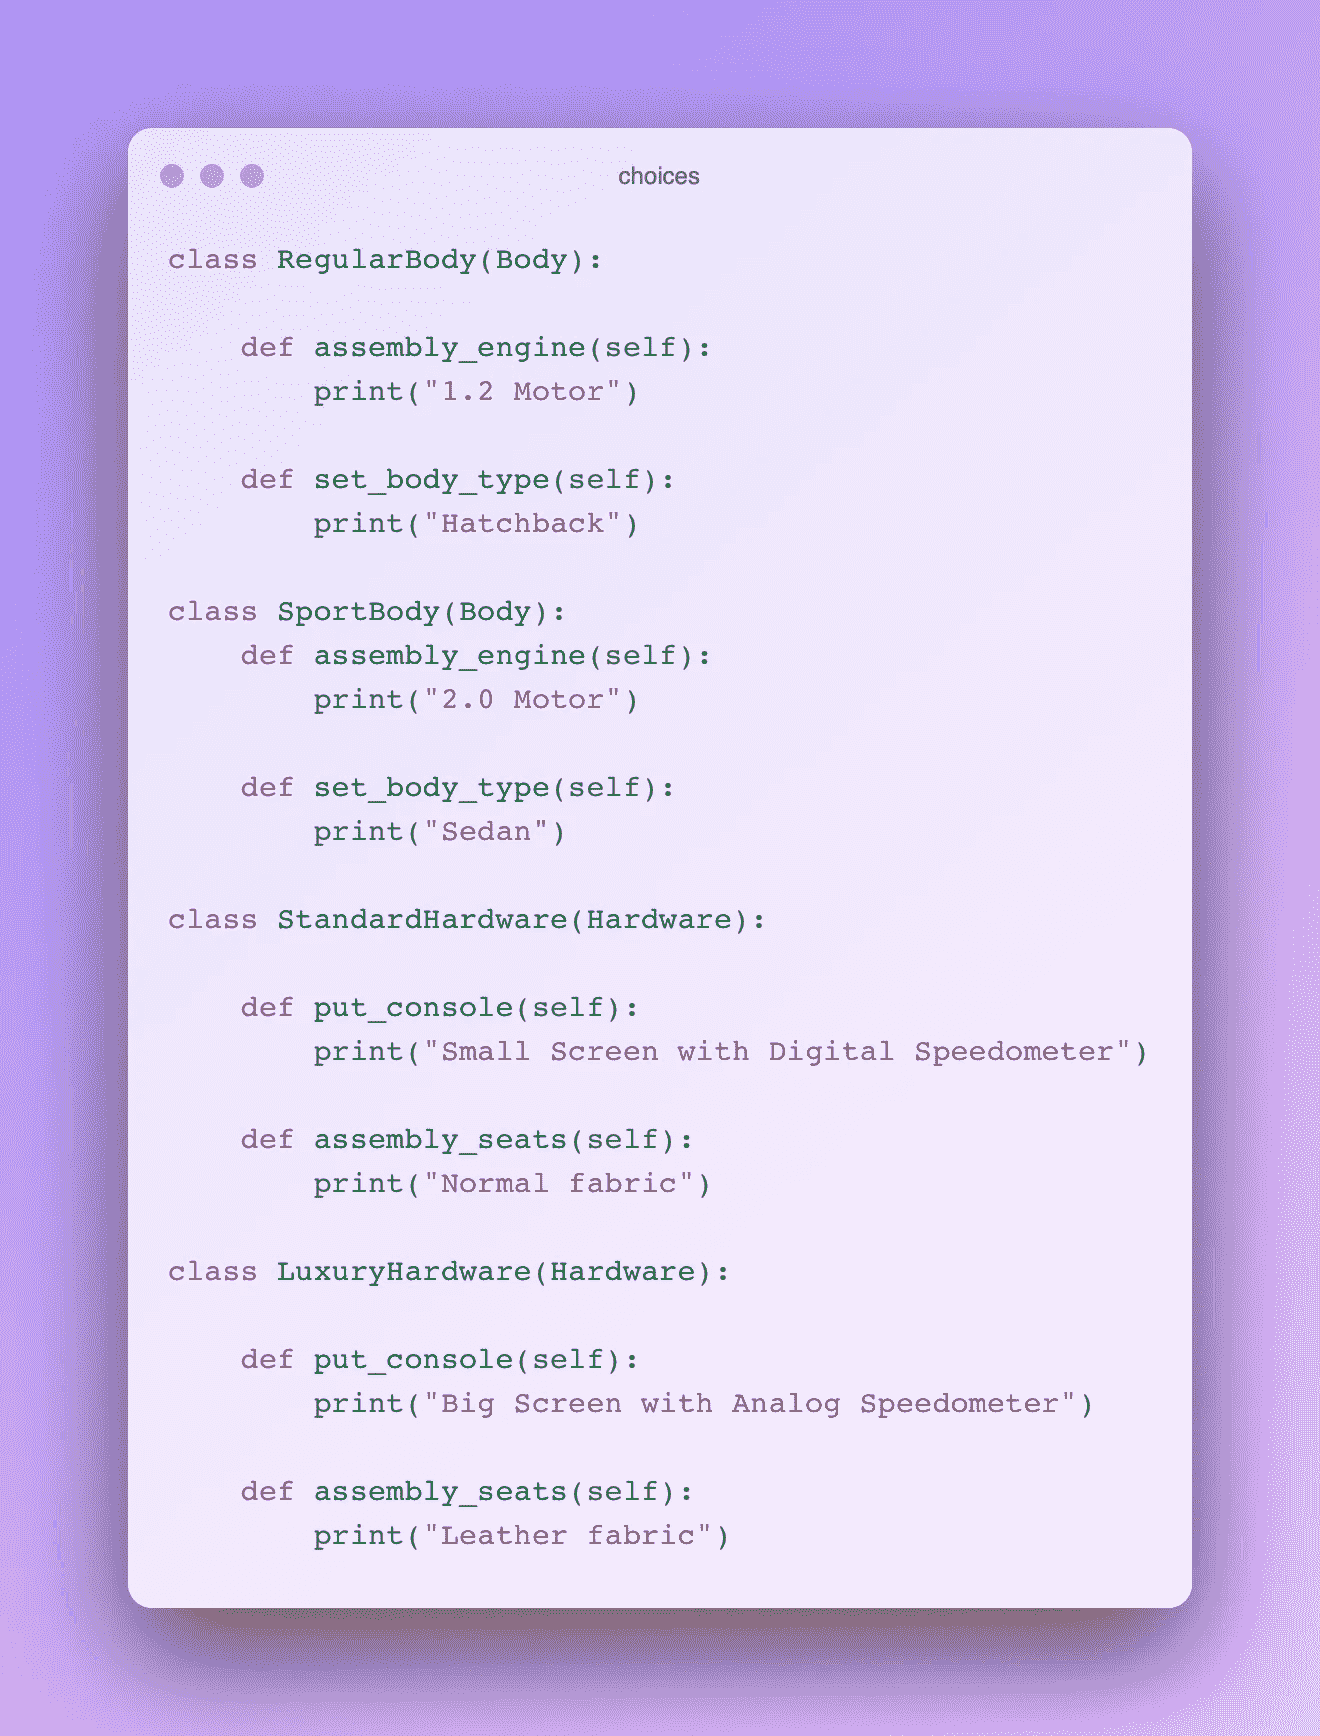 choices
class RegularBody(Body):
    def assembly_engine(self):
        print("1.2 Motor")
    def set_body_type(self):
        print("Hatchback")
class SportBody(Body):
    def assembly_engine(self):
        print("2.0 Motor")
    def set_body_type(self):
        print("Sedan")
class StandardHardware(Hardware):
    def put_console(self):
        print("Small Screen with Digital Speedometer")
    def assembly_seats(self):
        print("Normal fabric")
class LuxuryHardware(Hardware):
    def put_console(self):
        print("Big Screen with Analog Speedometer")
    def assembly_seats(self):
        print("Leather fabric")